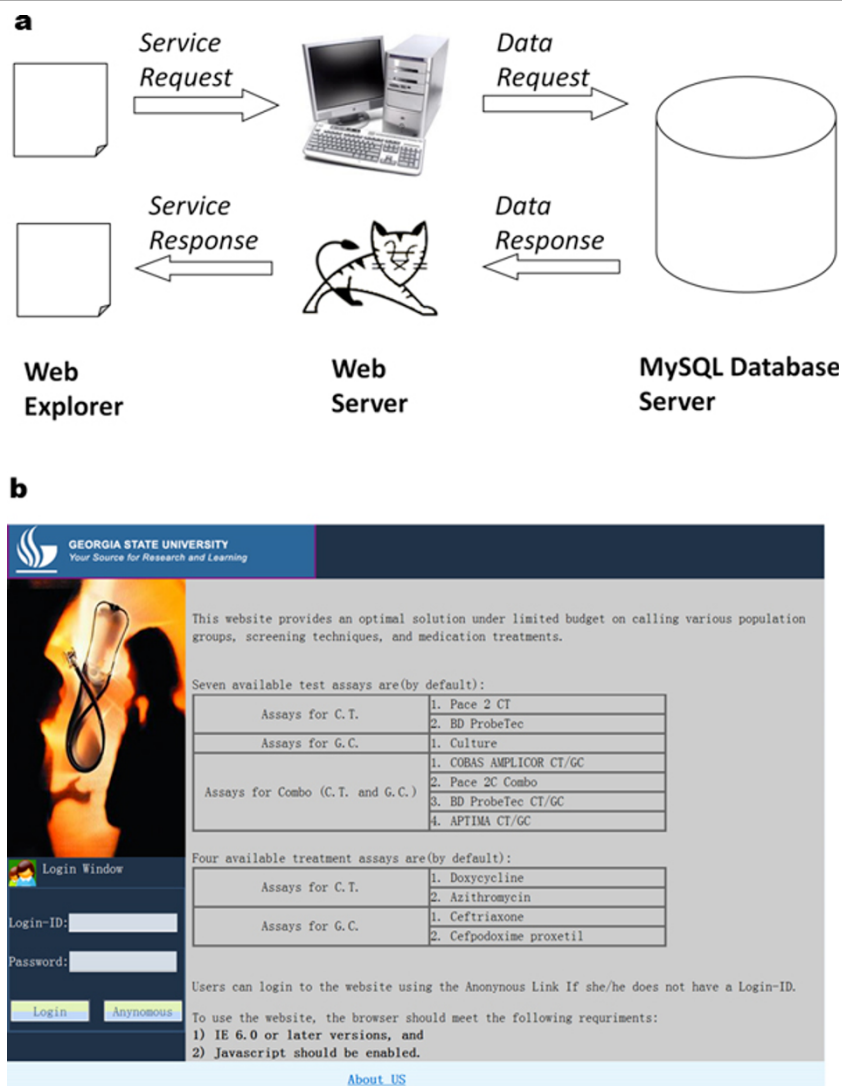 a
Service
Request
Data
Request
Service
Response
Data
Response
Web
Explorer
Web
Server
MySQL Database
Server
b
GEORGIA STATE UNIVERSITY
Your Source for Research and Learning
This website provides an optimal solution under limited budget on calling various population
groups, screening techniques, and medication treatments.
Seven available test assays are(by default):
Assays for C.T.
1. Pace 2 CT
2. BD ProbeTec
Assays for G.C.
1. Culture
Assays for Combo (C.T. and G.C.)
1. COBAS AMPLICOR CT/GC
2. Pace 2C Combo
3. BD ProbeTec CT/GC
4. APTIMA CT/GC
Four available treatment assays are(by default):
Assays for C.T.
1. Doxycycline
2. Azithromycin
Assays for G.C.
1. Ceftriaxone
2. Cefpodoxime proxetil
Login Window
Login-ID:
Password:
Login
Anynomous
Users can login to the website using the Anonynous Link If she/he does not have a Login-ID.
To use the website, the browser should meet the following requriments:
1) IE 6.0 or later versions, and
2) Javascript should be enabled.
About US